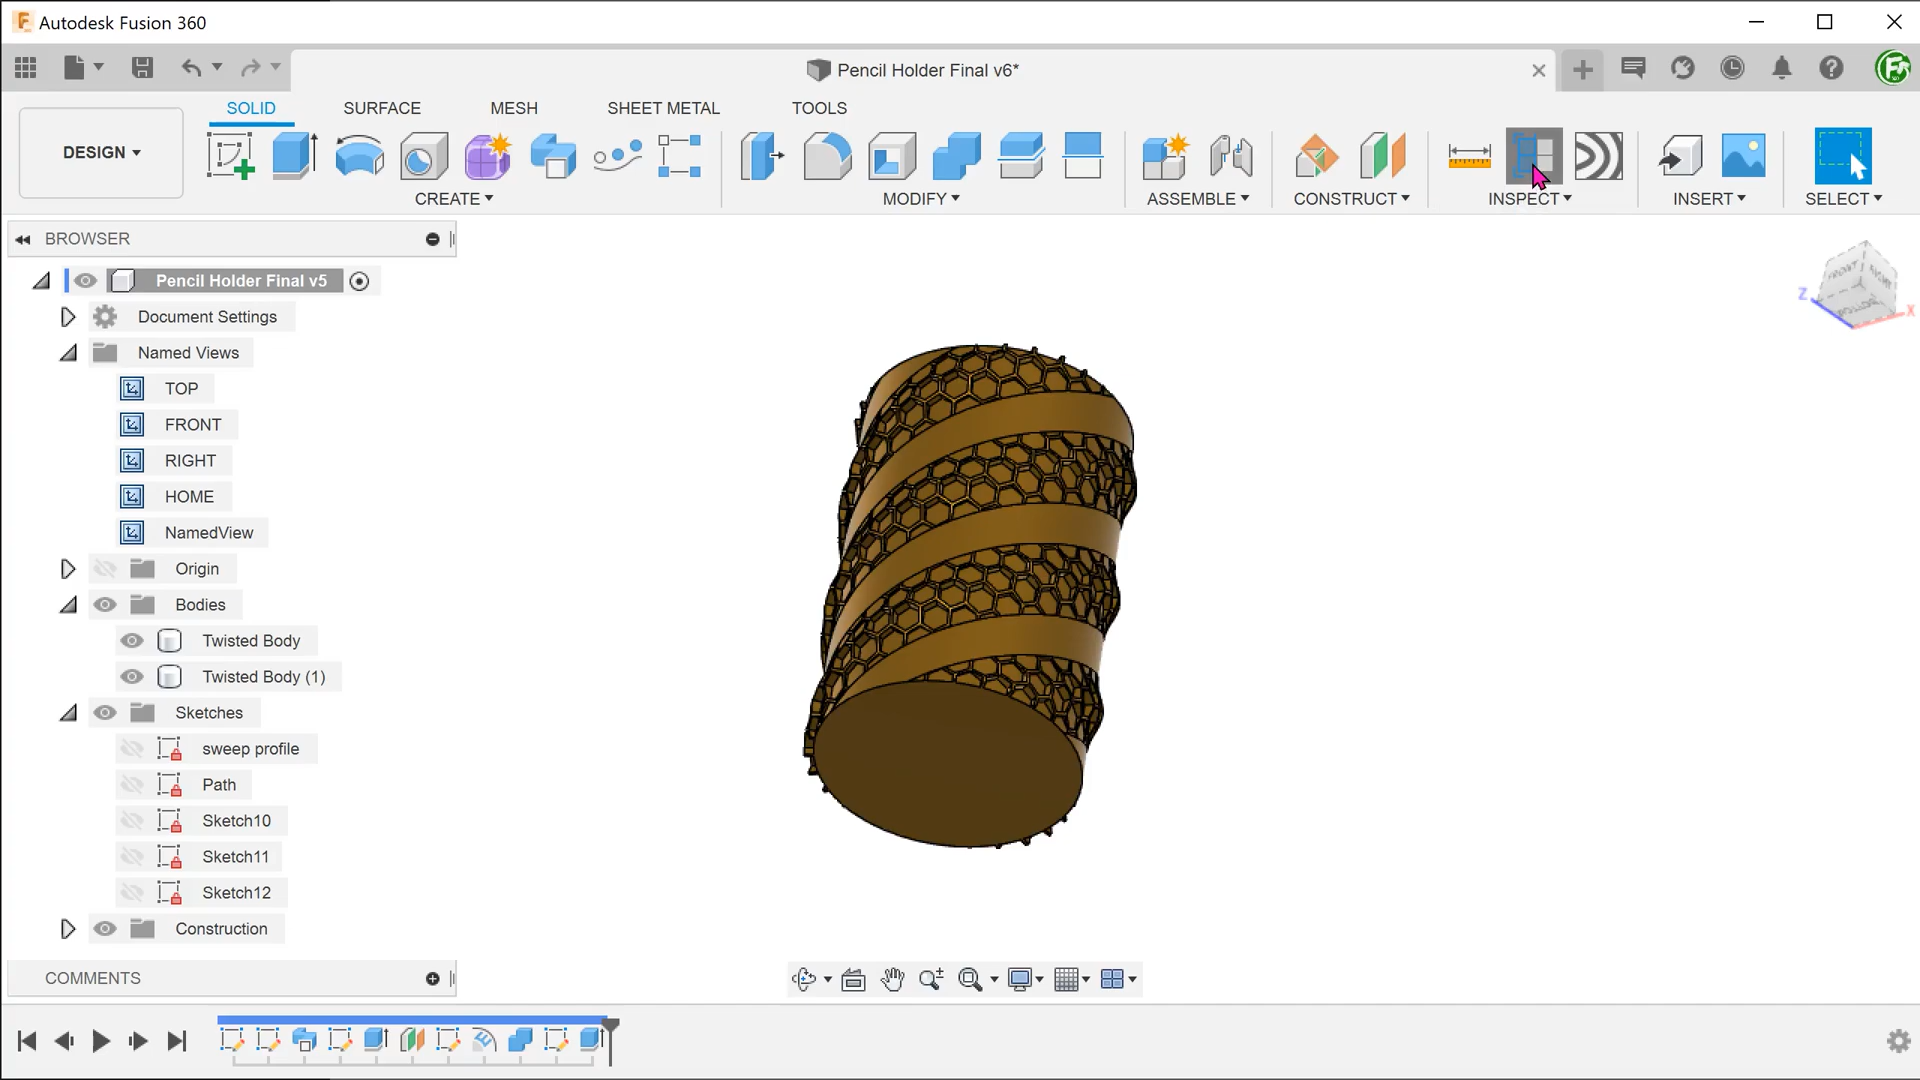 Autodesk Fusion 360
Pencil Holder Final v6*
SOLID SURFACE MESH SHEET METAL TOOLS
DESIGN
CREATE MODIFY ASSEMBLE CONSTRUCT INSPECT INSERT SELECT
BROWSER
Pencil Holder Final v5
Document Settings
Named Views
TOP
FRONT
RIGHT
HOME
NamedView
Origin
Bodies
Twisted Body
Twisted Body (1)
Sketches
sweep profile
Path
Sketch10
Sketch11
Sketch12
Construction
COMMENTS
FRONT
RIGHT
Z
X